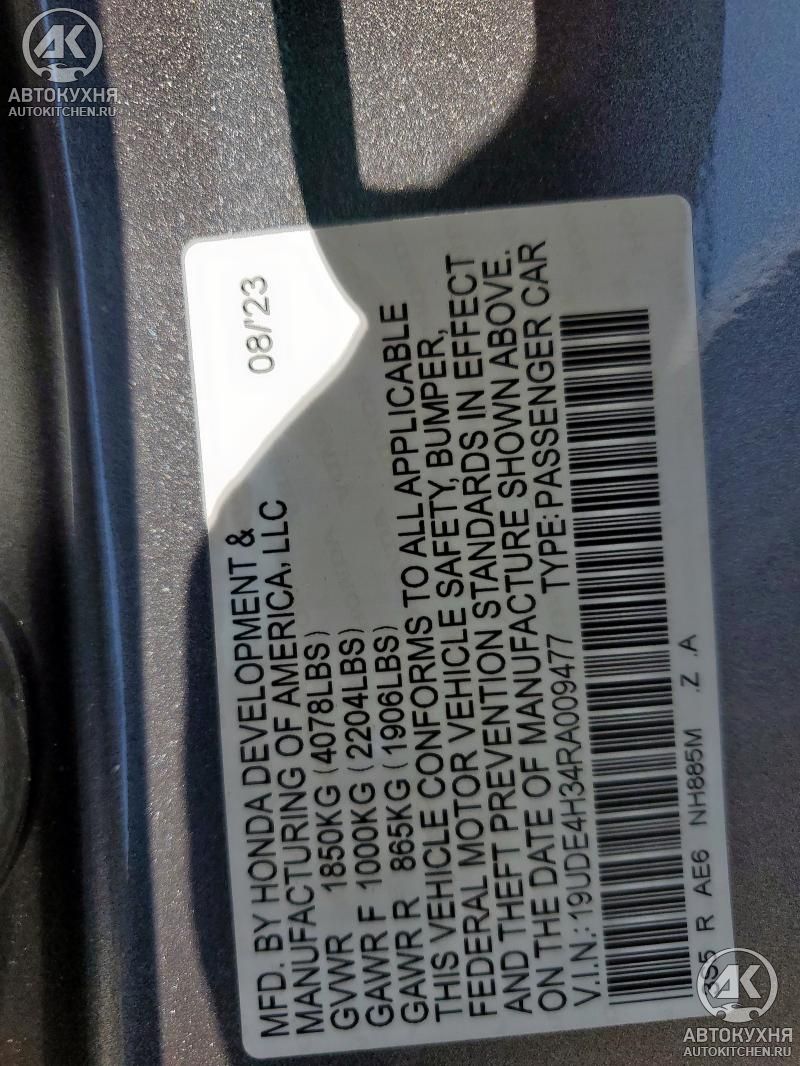 АК
АВТОКУХНЯ
AUTOKITCHEN.RU
MFD. BY HONDA DEVELOPMENT & 08/'23
MANUFACTURING OF AMERICA, LLC
GVWR 1850KG (4078LBS)
GAWR F 1000KG (2204LBS)
GAWR R 865KG (1906LBS)
THIS VEHICLE CONFORMS TO ALL APPLICABLE
FEDERAL MOTOR VEHICLE SAFETY, BUMPER,
AND THEFT PREVENTION STANDARDS IN EFFECT
ON THE DATE OF MANUFACTURE SHOWN ABOVE.
V.I.N.:19UDE4H34RA009477 TYPE:PASSENGER CAR
R AE6 NH885M .Z .A
АК
АВТОКУХНЯ
AUTOKITCHEN.RU